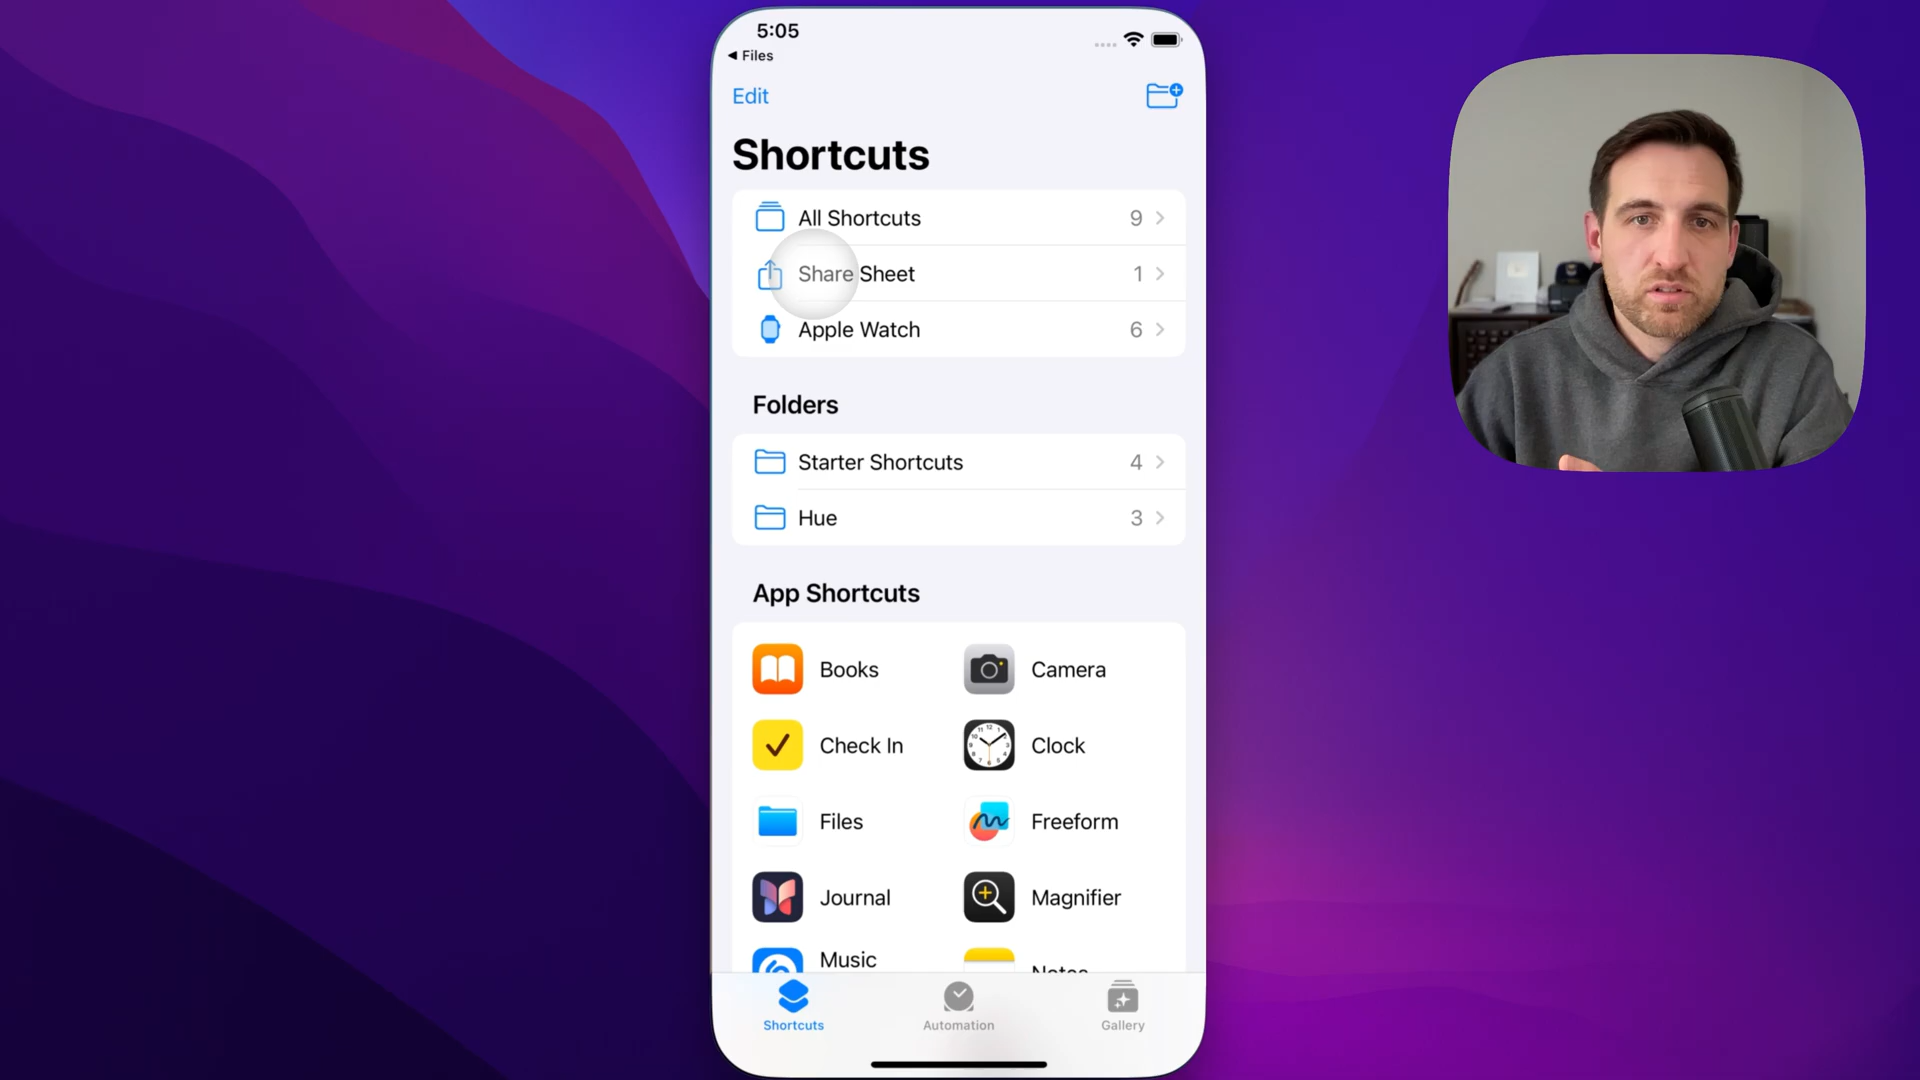 5:05
◀ Files
Edit
Shortcuts
All Shortcuts 9
Share Sheet 1
Apple Watch 6
Folders
Starter Shortcuts 4
Hue 3
App Shortcuts
Books Camera
Check In Clock
Files Freeform
Journal Magnifier
Music Notes
Shortcuts Automation Gallery